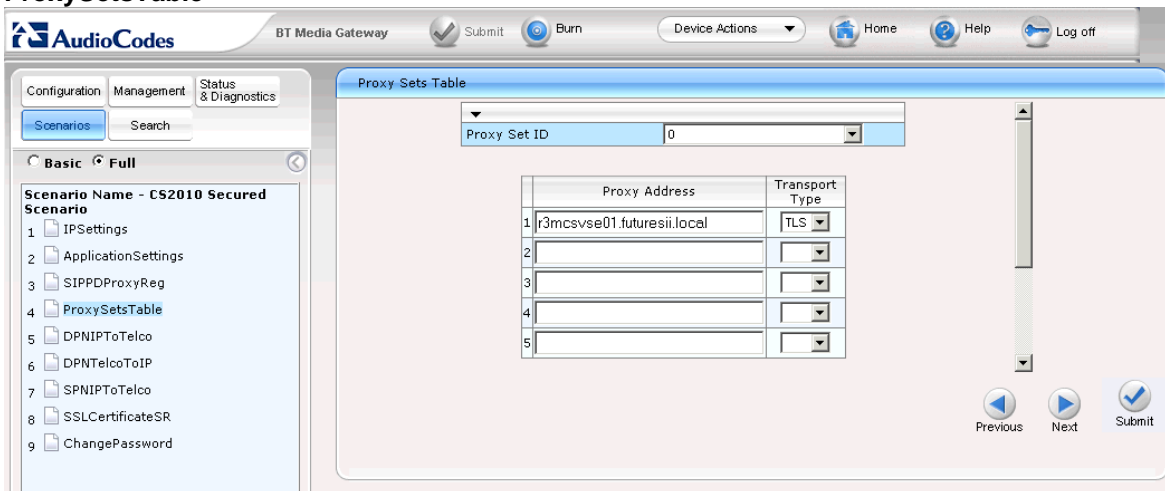 ProxySetsTable
AudioCodes
BT Media Gateway
Submit
Burn
Device Actions
Home
Help
Log off
Configuration
Management
Status & Diagnostics
Scenarios
Search
Basic
Full
Scenario Name - CS2010 Secured
Scenario
1 IPSettings
2 ApplicationSettings
3 SIPPDProxyReg
4 ProxySetsTable
5 DPNIPToTelco
6 DPNTelcoToIP
7 SPNIPToTelco
8 SSLCertificateSR
9 ChangePassword
Proxy Sets Table
Proxy Set ID 0
Proxy Address Transport Type
1 r3mcsvse01.futuresii.local TLS
2
3
4
5
Previous
Next
Submit